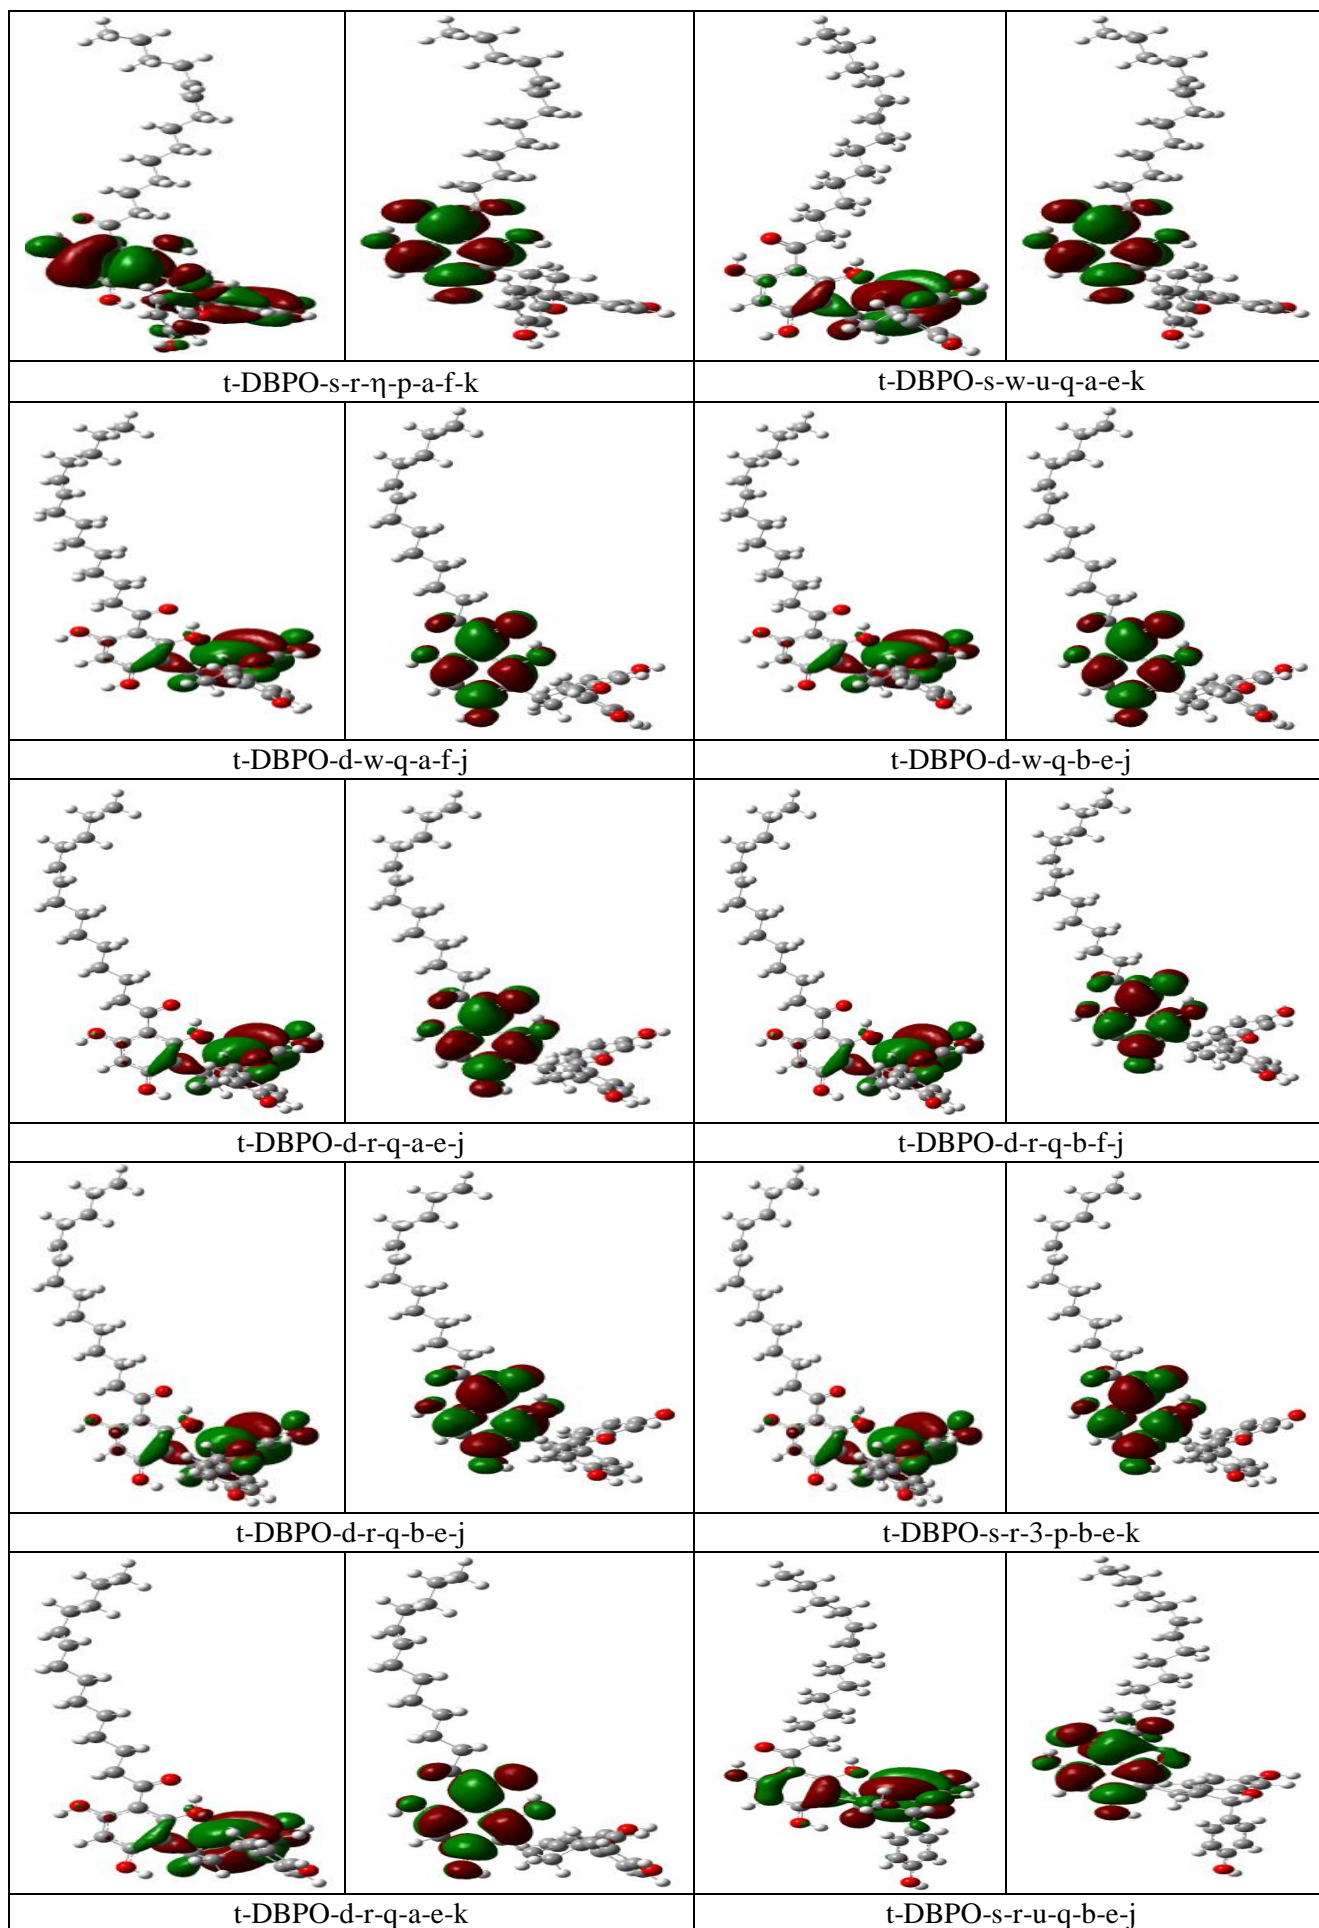 t-DBPO-s-r-η-p-a-f-k
t-DBPO-s-w-u-q-a-e-k
t-DBPO-d-w-q-a-f-j
t-DBPO-d-w-q-b-e-j
t-DBPO-d-r-q-a-e-j
t-DBPO-d-r-q-b-f-j
t-DBPO-d-r-q-b-e-j
t-DBPO-s-r-3-p-b-e-k
t-DBPO-d-r-q-a-e-k
t-DBPO-s-r-u-q-b-e-j